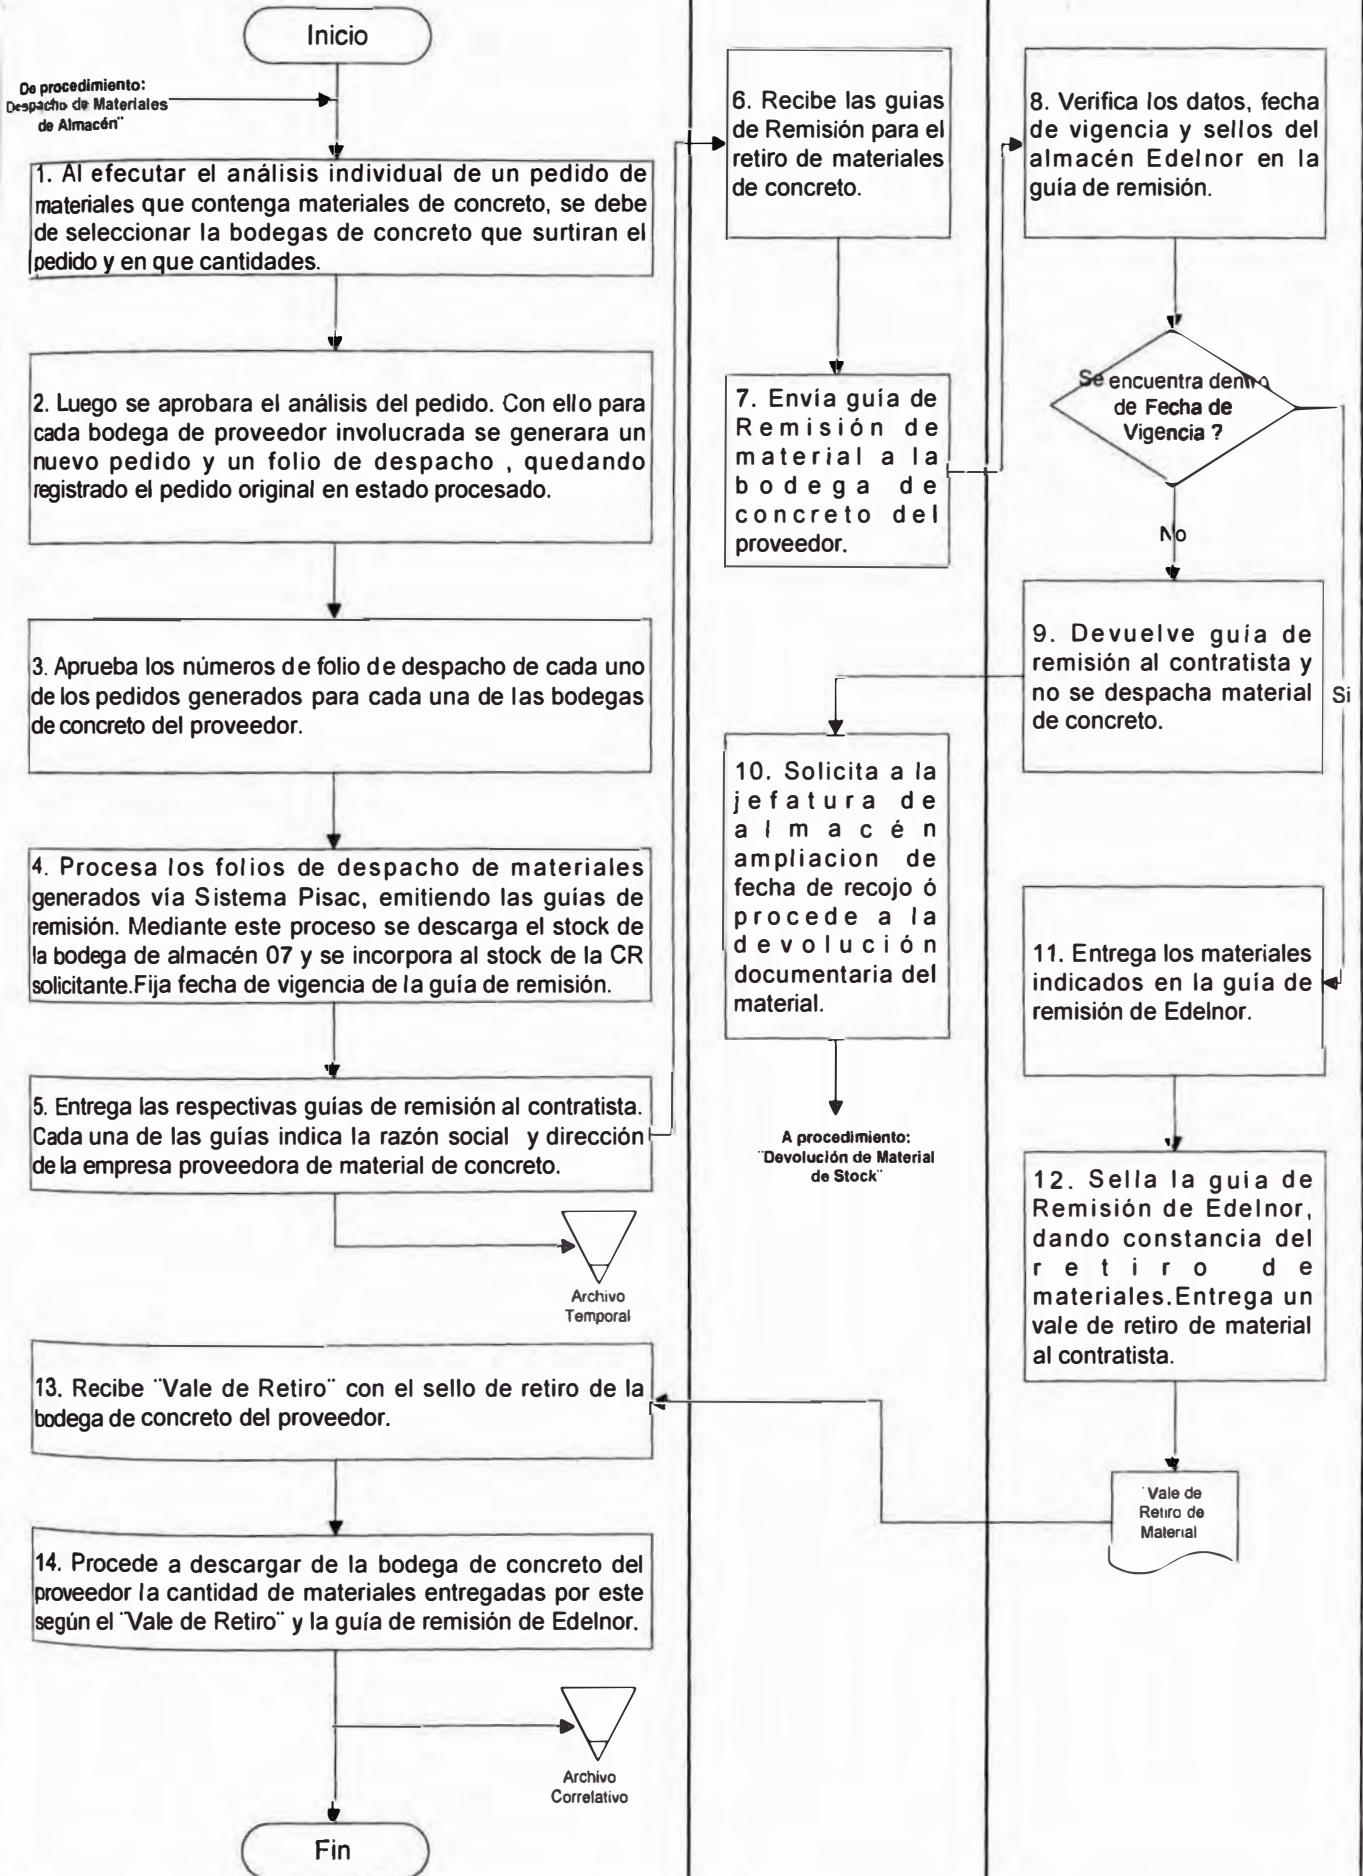 Inicio
De procedimiento:
Despacho de Materiales
de Almacén¨
1. Al efecutar el análisis individual de un pedido de
materiales que contenga materiales de concreto, se debe
de seleccionar la bodegas de concreto que surtiran el
pedido y en que cantidades.
2. Luego se aprobara el análisis del pedido. Con ello para
cada bodega de proveedor involucrada se generara un
nuevo pedido y un folio de despacho , quedando
registrado el pedido original en estado procesado.
3. Aprueba los números de folio de despacho de cada uno
de los pedidos generados para cada una de las bodegas
de concreto del proveedor.
4. Procesa los folios de despacho de materiales
generados vía Sistema Pisac, emitiendo las guías de
remisión. Mediante este proceso se descarga el stock de
la bodega de almacén 07 y se incorpora al stock de la CR
solicitante.Fija fecha de vigencia de la guía de remisión.
5. Entrega las respectivas guías de remisión al contratista.
Cada una de las guías indica la razón social y dirección
de la empresa proveedora de material de concreto.
Archivo
Temporal
6. Recibe las guias
de Remisión para el
retiro de materiales
de concreto.
7. Envía guía de
Remisión de
material a la
bodega de
concreto del
proveedor.
8. Verifica los datos, fecha
de vigencia y sellos del
almacén Edelnor en la
guía de remisión.
Se encuentra dentro
de Fecha de
Vigencia ?
No
Si
9. Devuelve guía de
remisión al contratista y
no se despacha material
de concreto.
10. Solicita a la
jefatura de
almacén
ampliacion de
fecha de recojo ó
procede a la
devolución
documentaria del
material.
A procedimiento:
¨Devolución de Material
de Stock¨
11. Entrega los materiales
indicados en la guía de
remisión de Edelnor.
12. Sella la guia de
Remisión de Edelnor,
dando constancia del
retiro de
materiales.Entrega un
vale de retiro de material
al contratista.
Vale de
Retiro de
Material
13. Recibe ¨Vale de Retiro¨ con el sello de retiro de la
bodega de concreto del proveedor.
14. Procede a descargar de la bodega de concreto del
proveedor la cantidad de materiales entregadas por este
según el ¨Vale de Retiro¨ y la guía de remisión de Edelnor.
Archivo
Correlativo
Fin